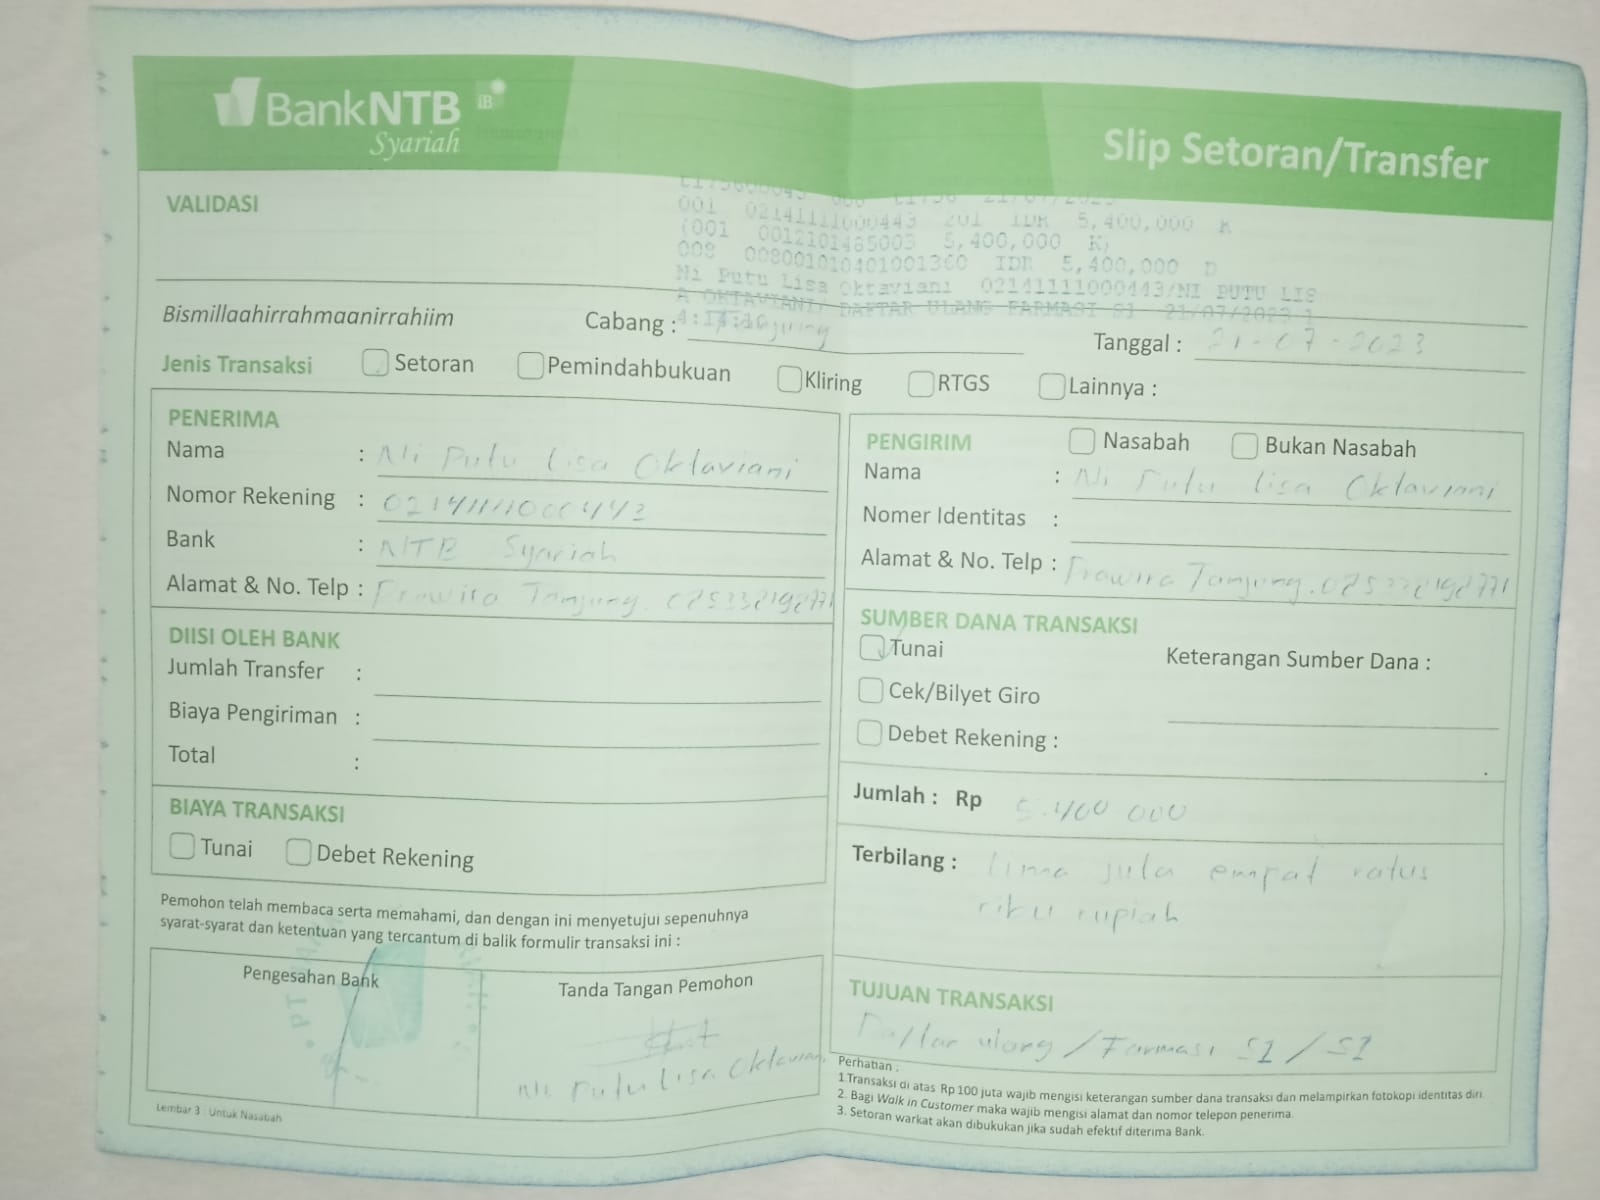 BankNTB iB
Syariah
Slip Setoran/Transfer
VALIDASI
001 02141111000443 201 IDR 5,400,000 K
(001 0012101485005 5,400,000 K)
008 008001010401001360 IDR 5,400,000 D
Ni Putu Lisa Oktaviani 02141111000443/NI PUTU LIS
A OKTAVIANI/ DAFTAR ULANG FARMASI S1 21/07/2023 1
Bismillaahirrahmaanirrahiim
Cabang : Tanjung
Tanggal : 21-07-2023
Jenis Transaksi Setoran Pemindahbukuan Kliring RTGS Lainnya :
PENERIMA
Nama : Ni Putu Lisa Oktaviani
Nomor Rekening : 02141111000443
Bank : NTB Syariah
Alamat & No. Telp : Prawira Tanjung.
DIISI OLEH BANK
Jumlah Transfer :
Biaya Pengiriman :
Total :
BIAYA TRANSAKSI
Tunai Debet Rekening
Pemohon telah membaca serta memahami, dan dengan ini menyetujui sepenuhnya
syarat-syarat dan ketentuan yang tercantum di balik formulir transaksi ini :
Pengesahan Bank
Tanda Tangan Pemohon
Ni Putu Lisa Oktaviani
Lembar 3 : Untuk Nasabah
PENGIRIM Nasabah Bukan Nasabah
Nama : Ni Putu Lisa Oktaviani
Nomer Identitas :
Alamat & No. Telp : Prawira Tanjung.
SUMBER DANA TRANSAKSI
Tunai
Keterangan Sumber Dana :
Cek/Bilyet Giro
Debet Rekening :
Jumlah : Rp 5.400 000
Terbilang : lima juta empat ratus
ribu rupiah
TUJUAN TRANSAKSI
Daftar ulang / Farmasi S1 / S1
Perhatian :
1.Transaksi di atas Rp 100 juta wajib mengisi keterangan sumber dana transaksi dan melampirkan fotokopi identitas diri.
2. Bagi Walk in Customer maka wajib mengisi alamat dan nomor telepon penerima.
3. Setoran warkat akan dibukukan jika sudah efektif diterima Bank.